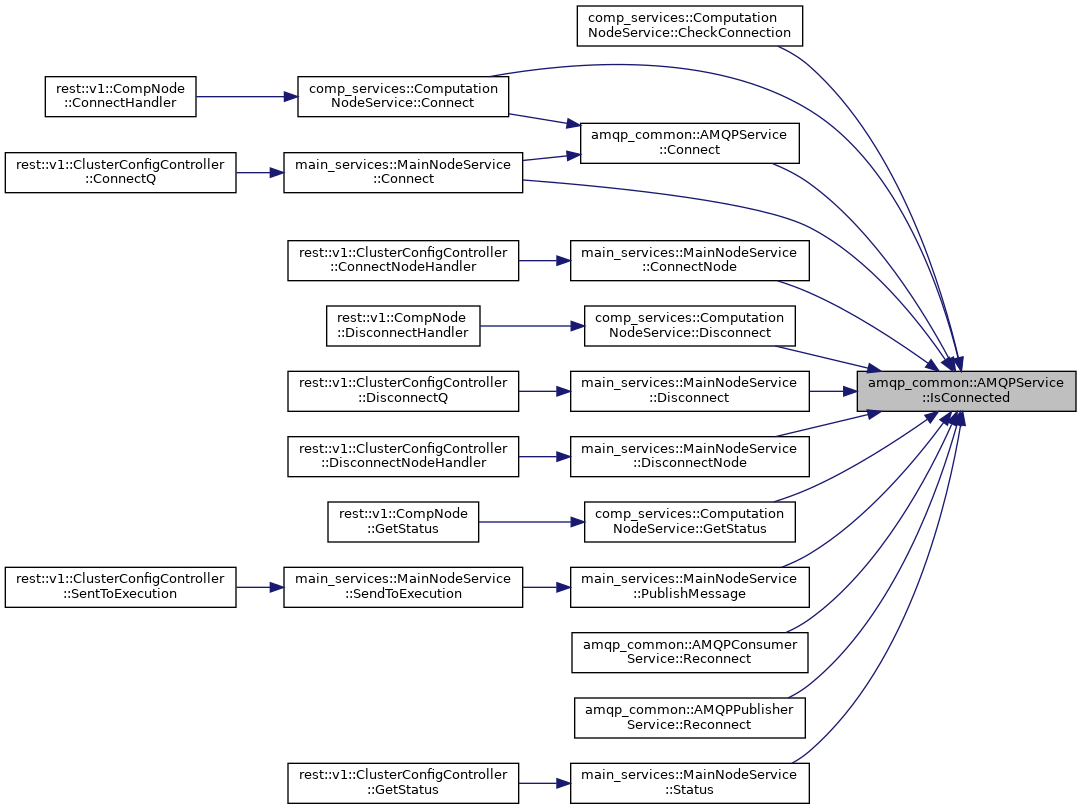 comp_services::Computation
NodeService::CheckConnection
rest::v1::CompNode
::ConnectHandler
comp_services::Computation
NodeService::Connect
amqp_common::AMQPService
::Connect
rest::v1::ClusterConfigController
::ConnectQ
main_services::MainNodeService
::Connect
rest::v1::ClusterConfigController
::ConnectNodeHandler
main_services::MainNodeService
::ConnectNode
rest::v1::CompNode
::DisconnectHandler
comp_services::Computation
NodeService::Disconnect
rest::v1::ClusterConfigController
::DisconnectQ
main_services::MainNodeService
::Disconnect
amqp_common::AMQPService
::IsConnected
rest::v1::ClusterConfigController
::DisconnectNodeHandler
main_services::MainNodeService
::DisconnectNode
rest::v1::CompNode
::GetStatus
comp_services::Computation
NodeService::GetStatus
rest::v1::ClusterConfigController
::SentToExecution
main_services::MainNodeService
::SendToExecution
main_services::MainNodeService
::PublishMessage
amqp_common::AMQPConsumer
Service::Reconnect
amqp_common::AMQPPublisher
Service::Reconnect
rest::v1::ClusterConfigController
::GetStatus
main_services::MainNodeService
::Status